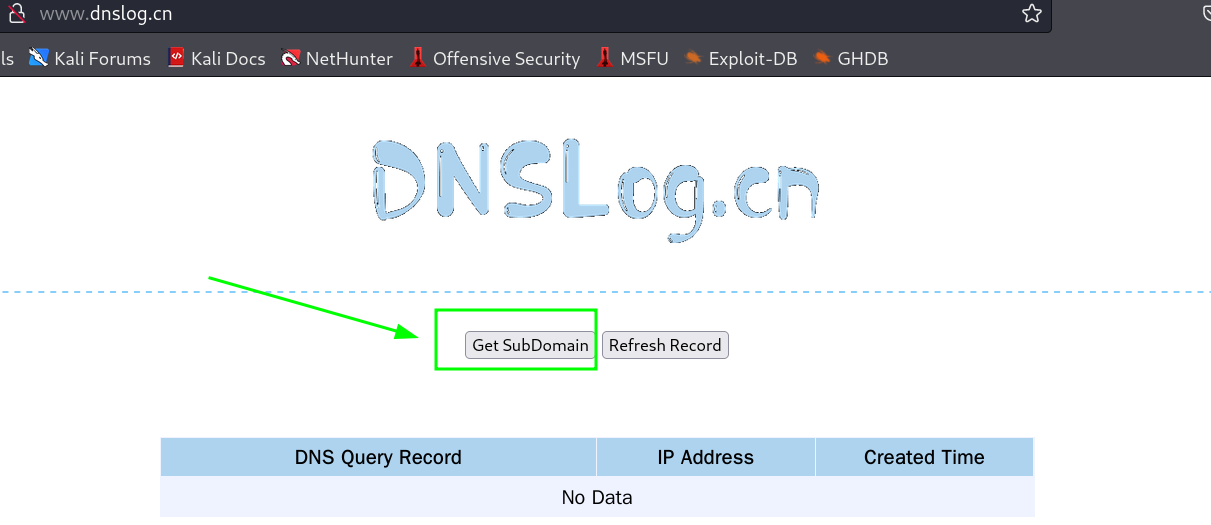 www.dnslog.cn
ls Kali Forums Kali Docs NetHunter Offensive Security MSFU Exploit-DB GHDB
DNSLog.cn
Get SubDomain Refresh Record
DNS Query Record IP Address Created Time
No Data